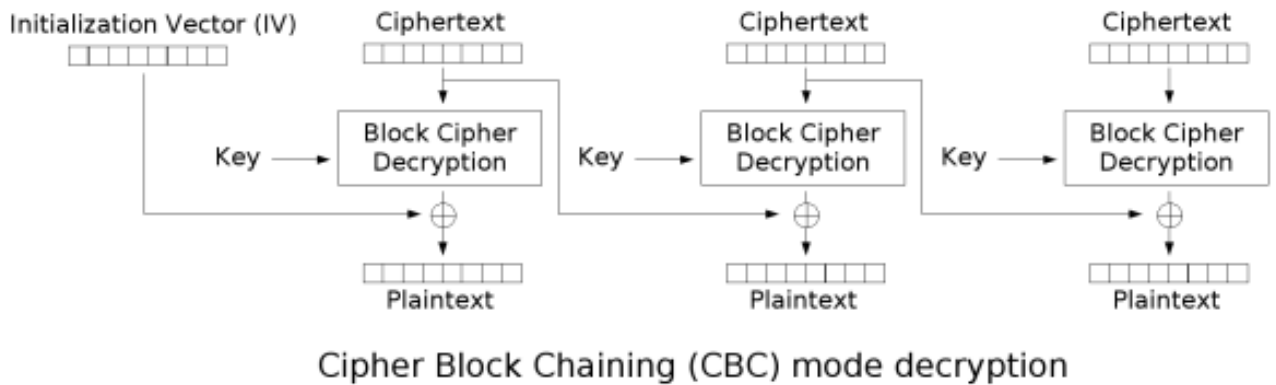 Initialization Vector (IV)
Ciphertext
Ciphertext
Ciphertext
Key
Block Cipher
Decryption
Key
Block Cipher
Decryption
Key
Block Cipher
Decryption
Plaintext
Plaintext
Plaintext
Cipher Block Chaining (CBC) mode decryption